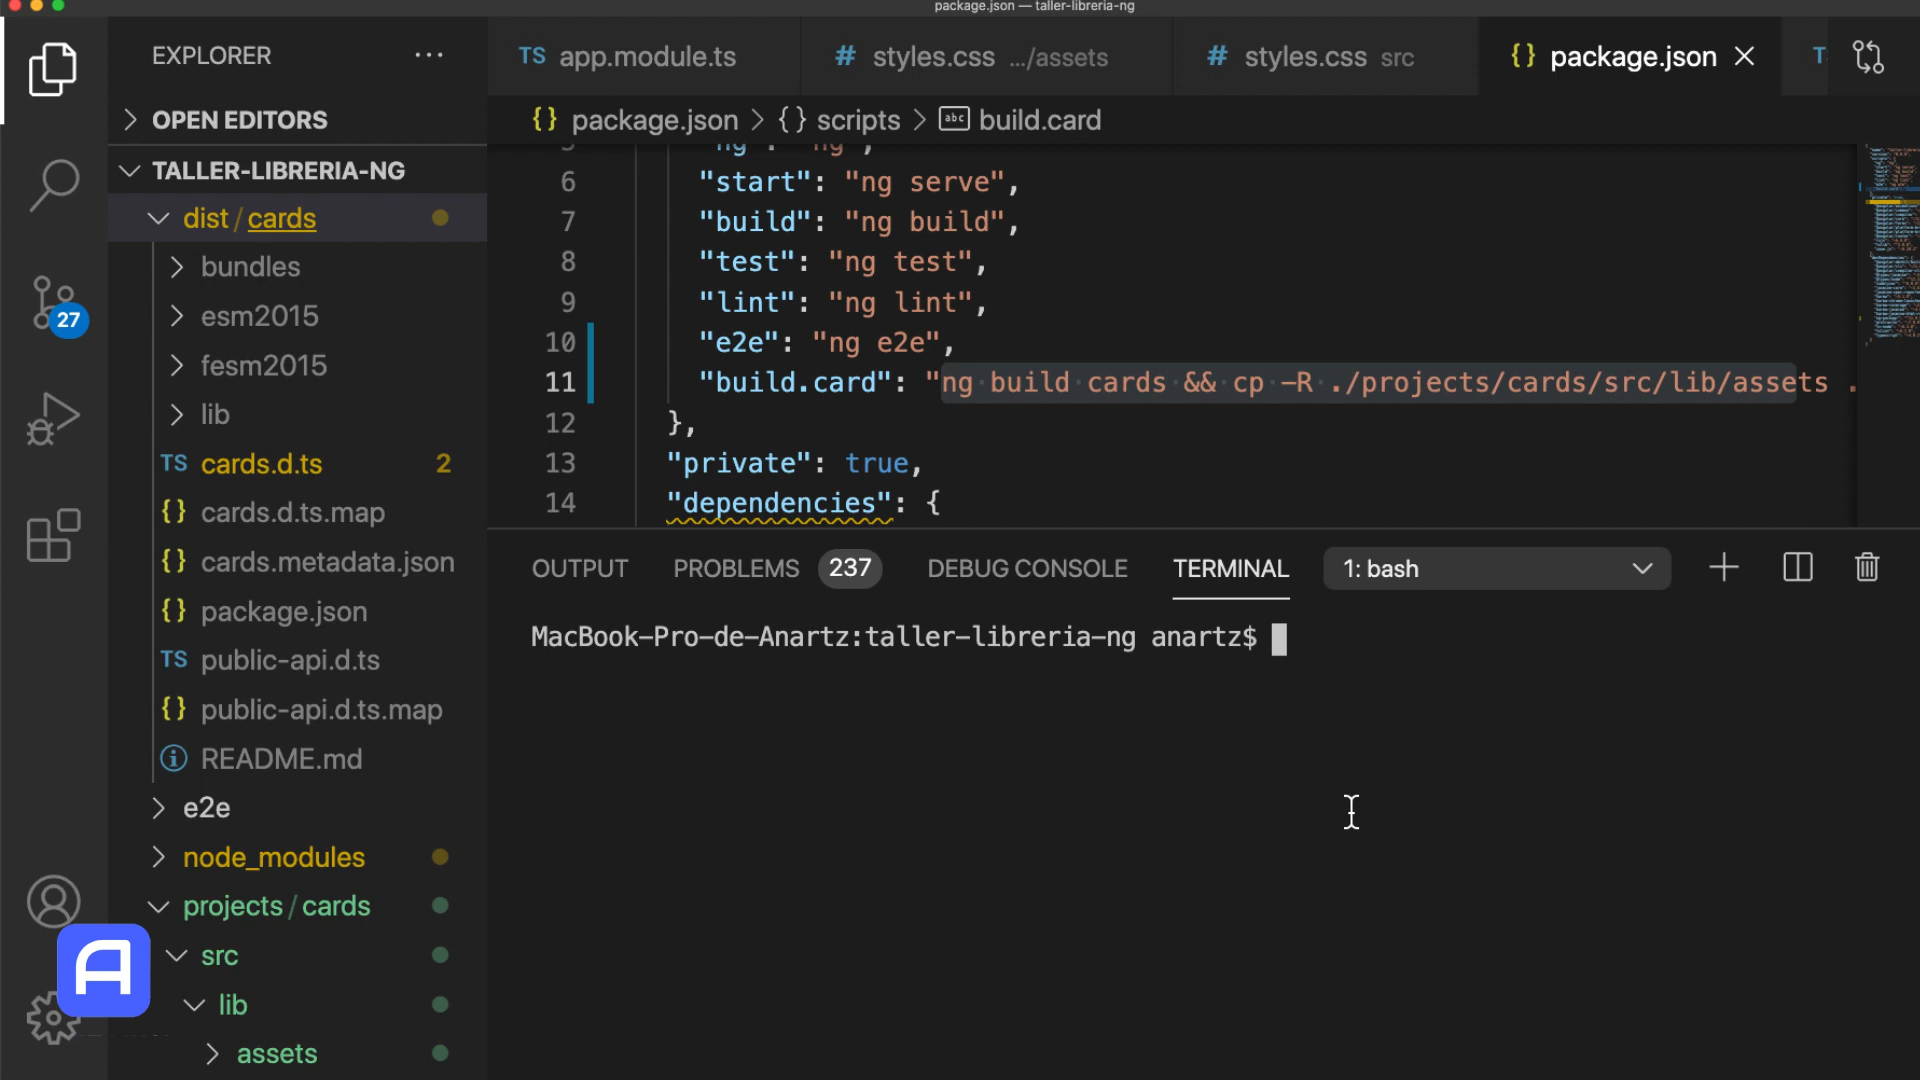 package.json — taller-libreria-ng
EXPLORER
TS app.module.ts
# styles.css .../assets
# styles.css src
{} package.json
{} package.json > {} scripts > abc build.card
OPEN EDITORS
TALLER-LIBRERIA-NG
dist / cards
bundles
esm2015
fesm2015
lib
TS cards.d.ts 2
{} cards.d.ts.map
{} cards.metadata.json
{} package.json
TS public-api.d.ts
{} public-api.d.ts.map
README.md
e2e
node_modules
projects / cards
src
lib
assets
27
5 "ng": "ng",
6 "start": "ng serve",
7 "build": "ng build",
8 "test": "ng test",
9 "lint": "ng lint",
10 "e2e": "ng e2e",
11 "build.card": "ng build cards && cp -R ./projects/cards/src/lib/assets .
12 },
13 "private": true,
14 "dependencies": {
OUTPUT PROBLEMS 237 DEBUG CONSOLE TERMINAL 1: bash
MacBook-Pro-de-Anartz:taller-libreria-ng anartz$
A